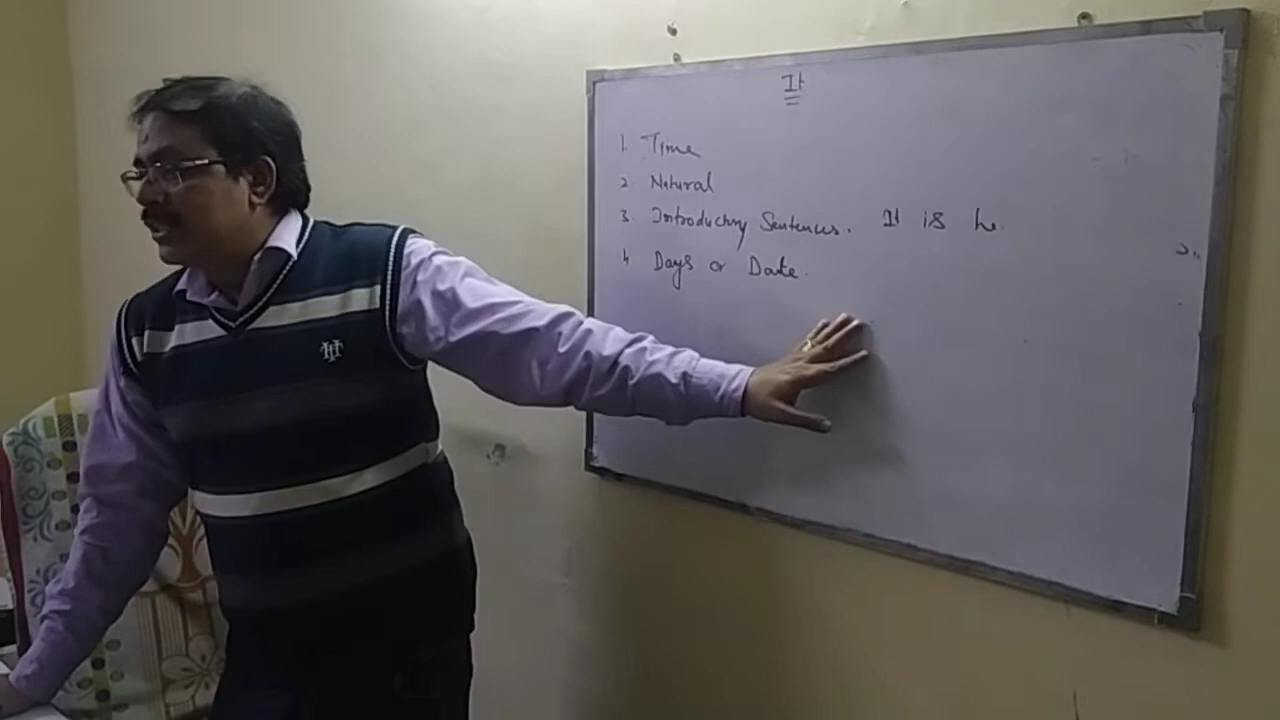 It
1. Time
2 Natural
3. Introductory Sentences. It is he.
4 Days or Date.